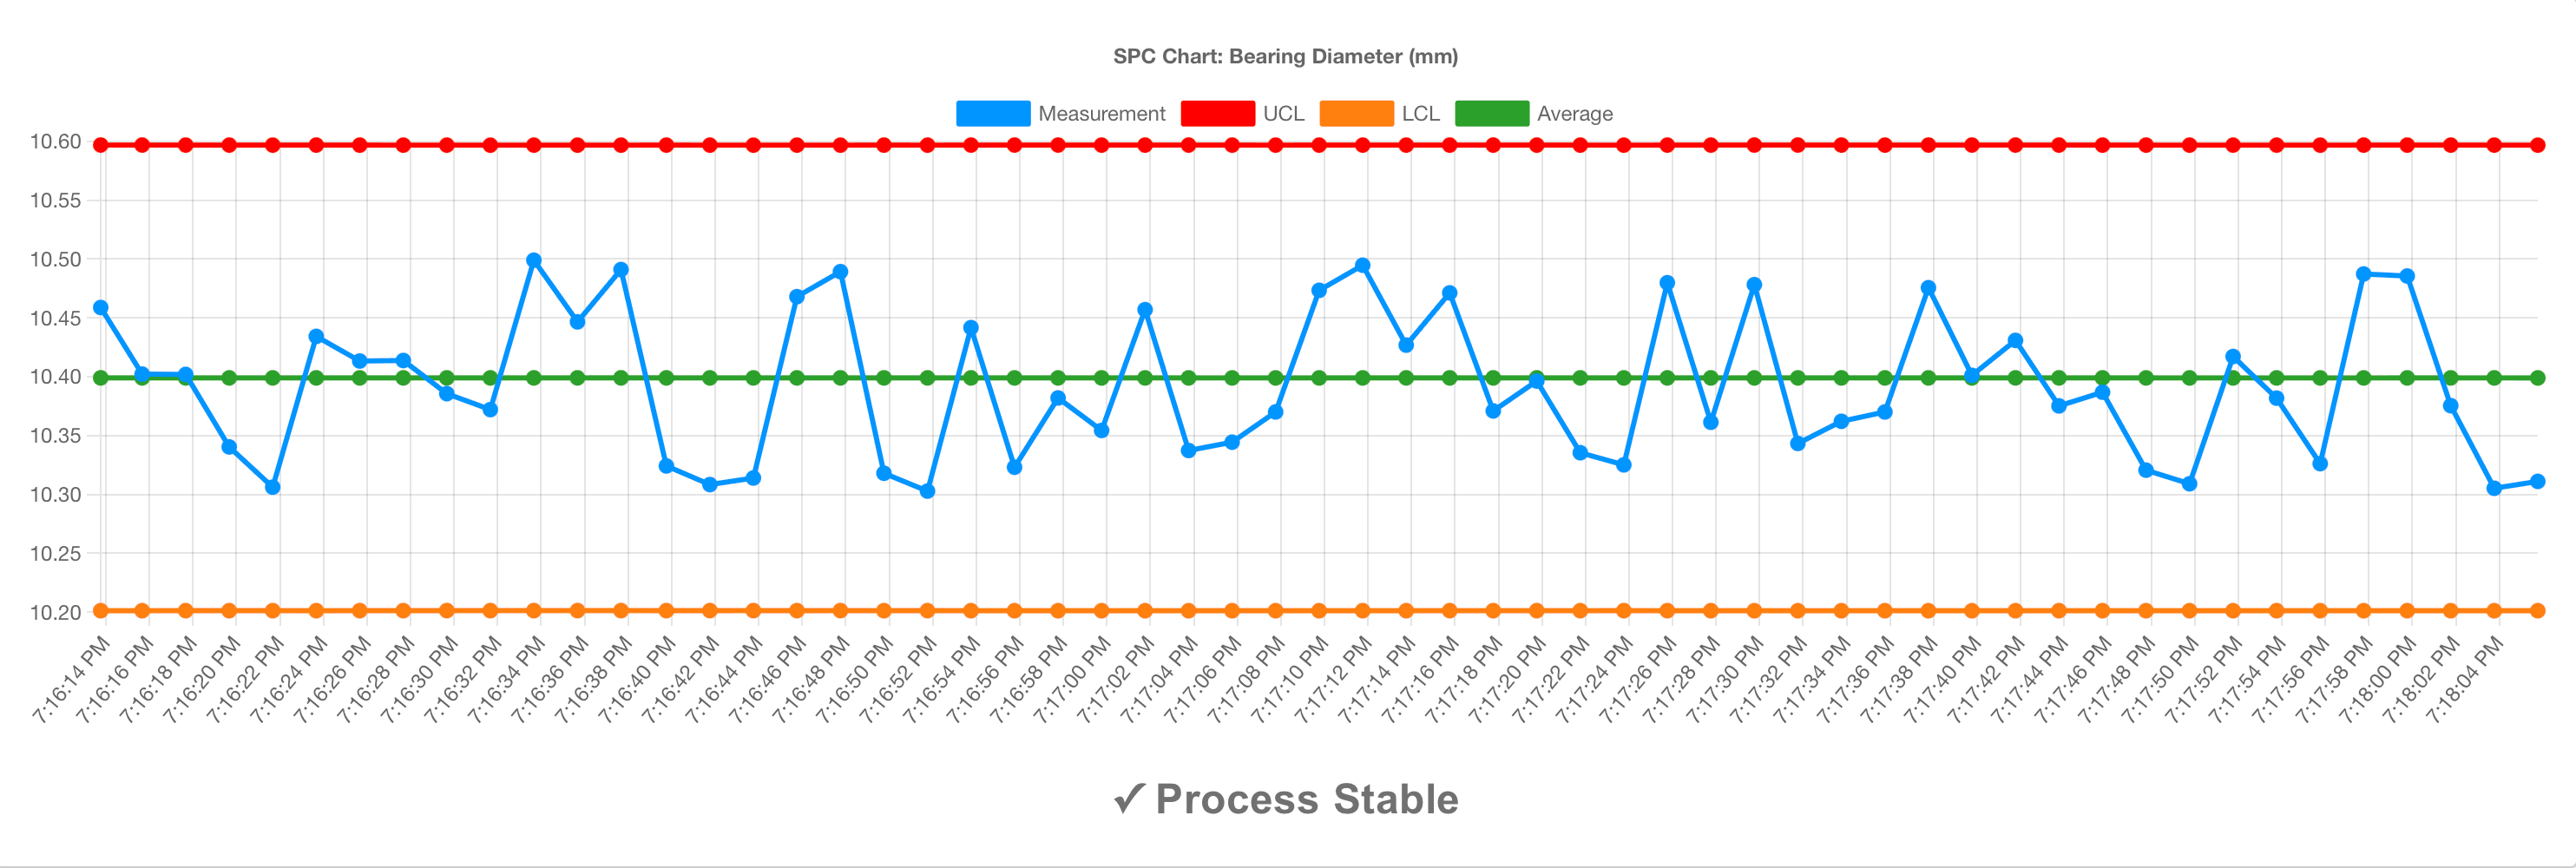 SPC Chart: Bearing Diameter (mm)
Measurement UCL LCL Average
10.60
10.55
10.50
10.45
10.40
10.35
10.30
10.25
10.20
7:16:14 PM 7:16:16 PM 7:16:18 PM 7:16:20 PM 7:16:22 PM 7:16:24 PM 7:16:26 PM 7:16:28 PM 7:16:30 PM 7:16:32 PM 7:16:34 PM 7:16:36 PM 7:16:38 PM 7:16:40 PM 7:16:42 PM 7:16:44 PM 7:16:46 PM 7:16:48 PM 7:16:50 PM 7:16:52 PM 7:16:54 PM 7:16:56 PM 7:16:58 PM 7:17:00 PM 7:17:02 PM 7:17:04 PM 7:17:06 PM 7:17:08 PM 7:17:10 PM 7:17:12 PM 7:17:14 PM 7:17:16 PM 7:17:18 PM 7:17:20 PM 7:17:22 PM 7:17:24 PM 7:17:26 PM 7:17:28 PM 7:17:30 PM 7:17:32 PM 7:17:34 PM 7:17:36 PM 7:17:38 PM 7:17:40 PM 7:17:42 PM 7:17:44 PM 7:17:46 PM 7:17:48 PM 7:17:50 PM 7:17:52 PM 7:17:54 PM 7:17:56 PM 7:17:58 PM 7:18:00 PM 7:18:02 PM 7:18:04 PM
✓ Process Stable